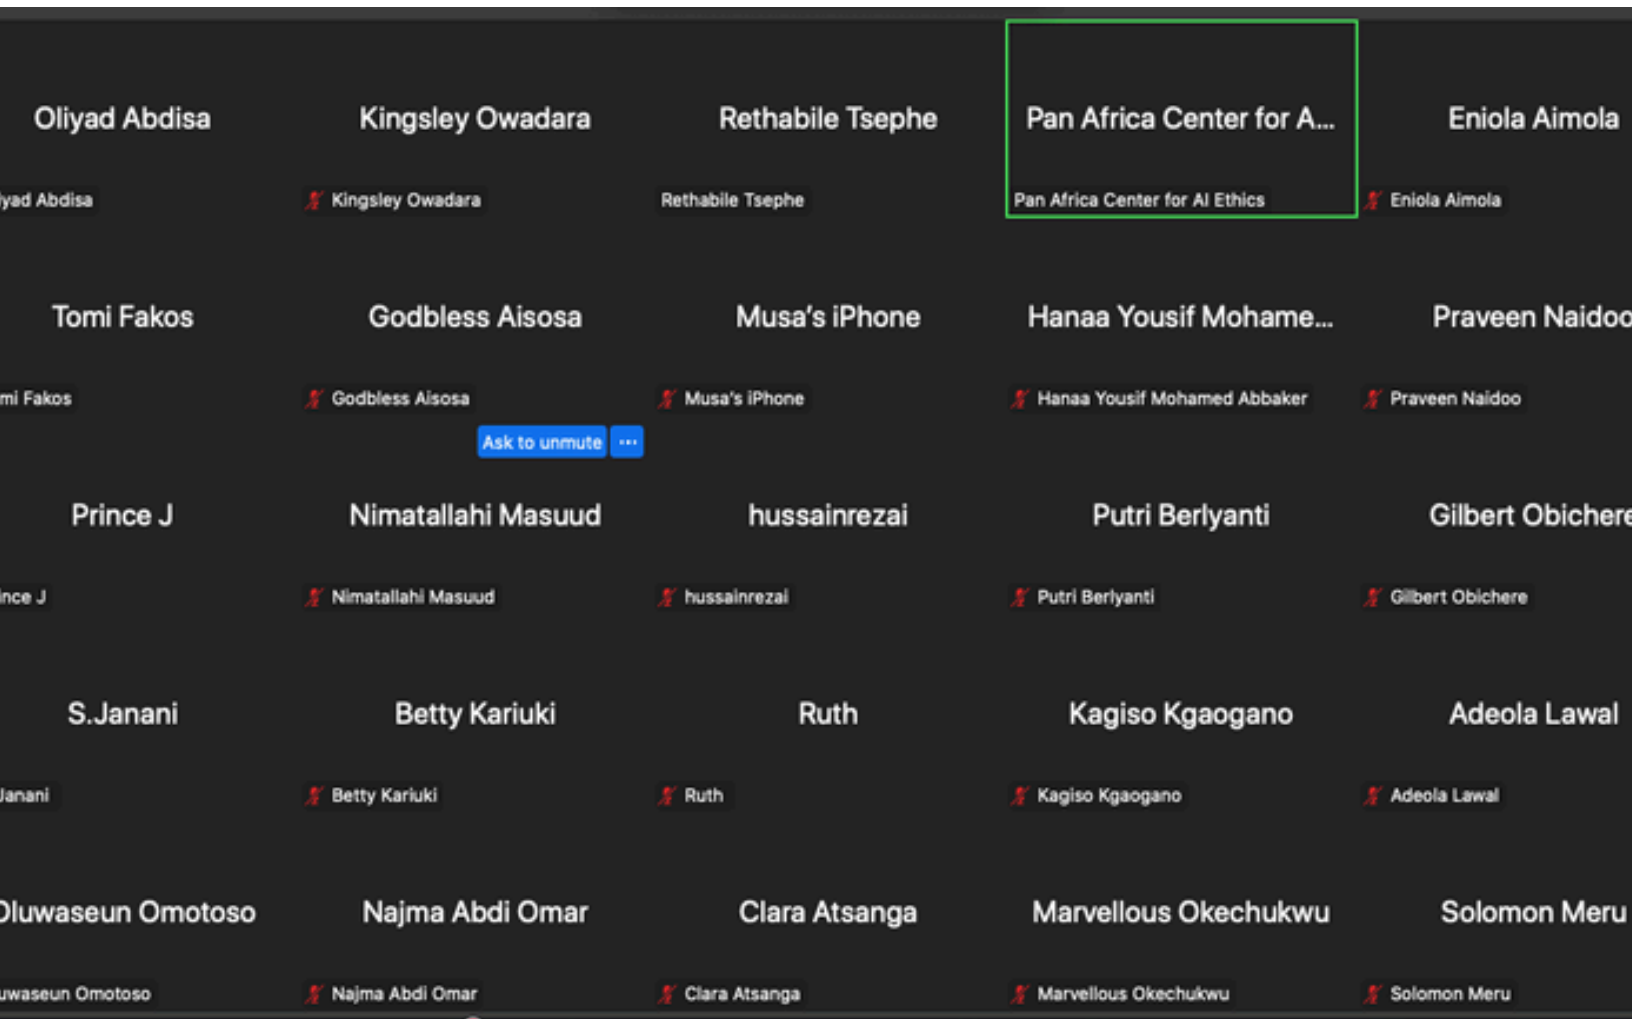 Oliyad Abdisa Kingsley Owadara Rethabile Tsephe Pan Africa Center for A... Eniola Aimola
yad Abdisa Kingsley Owadara Rethabile Tsephe Pan Africa Center for AI Ethics Eniola Aimola
Tomi Fakos Godbless Aisosa Musa's iPhone Hanaa Yousif Mohame... Praveen Naidoo
mi Fakos Godbless Aisosa Musa's iPhone Hanaa Yousif Mohamed Abbaker Praveen Naidoo
Ask to unmute ...
Prince J Nimatallahi Masuud hussainrezai Putri Berlyanti Gilbert Obichere
ince J Nimatallahi Masuud hussainrezai Putri Berlyanti Gilbert Obichere
S.Janani Betty Kariuki Ruth Kagiso Kgaogano Adeola Lawal
Janani Betty Kariuki Ruth Kagiso Kgaogano Adeola Lawal
Oluwaseun Omotoso Najma Abdi Omar Clara Atsanga Marvellous Okechukwu Solomon Meru
uwaseun Omotoso Najma Abdi Omar Clara Atsanga Marvellous Okechukwu Solomon Meru